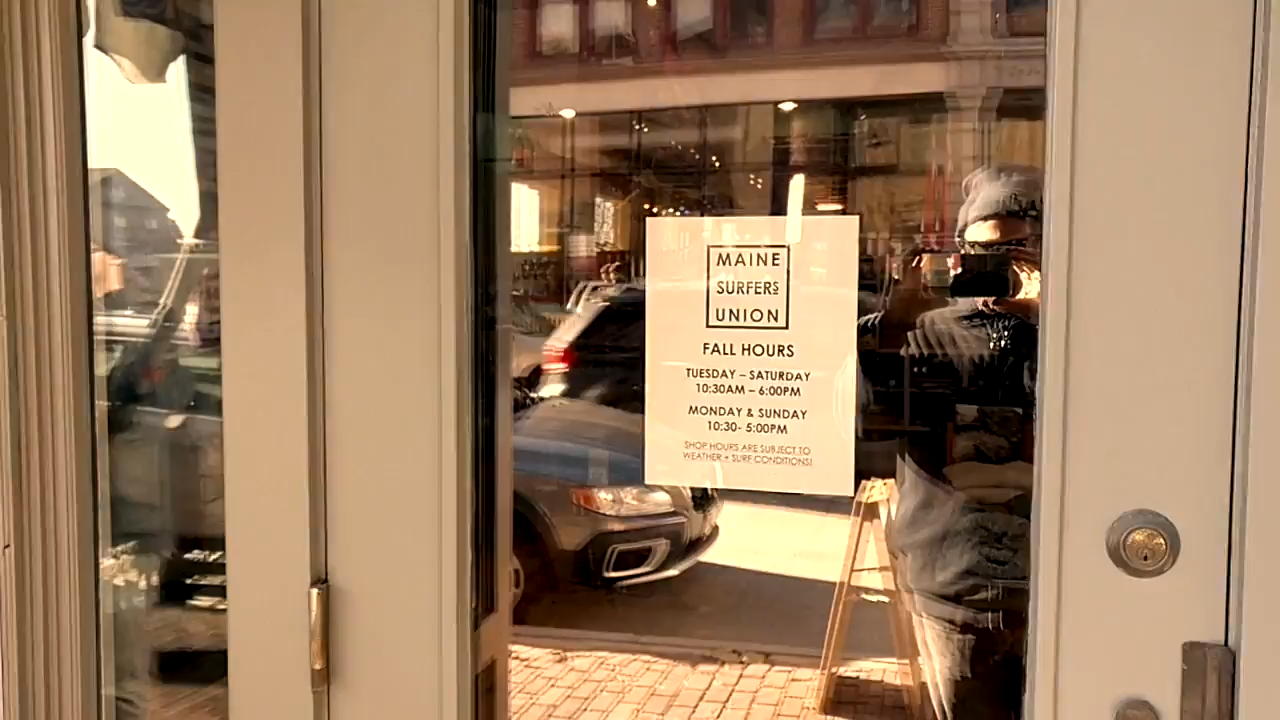 MAINE
SURFERS
UNION
FALL HOURS
TUESDAY – SATURDAY
10:30AM – 6:00PM
MONDAY & SUNDAY
10:30- 5:00PM
SHOP HOURS ARE SUBJECT TO
WEATHER + SURF CONDITIONS!